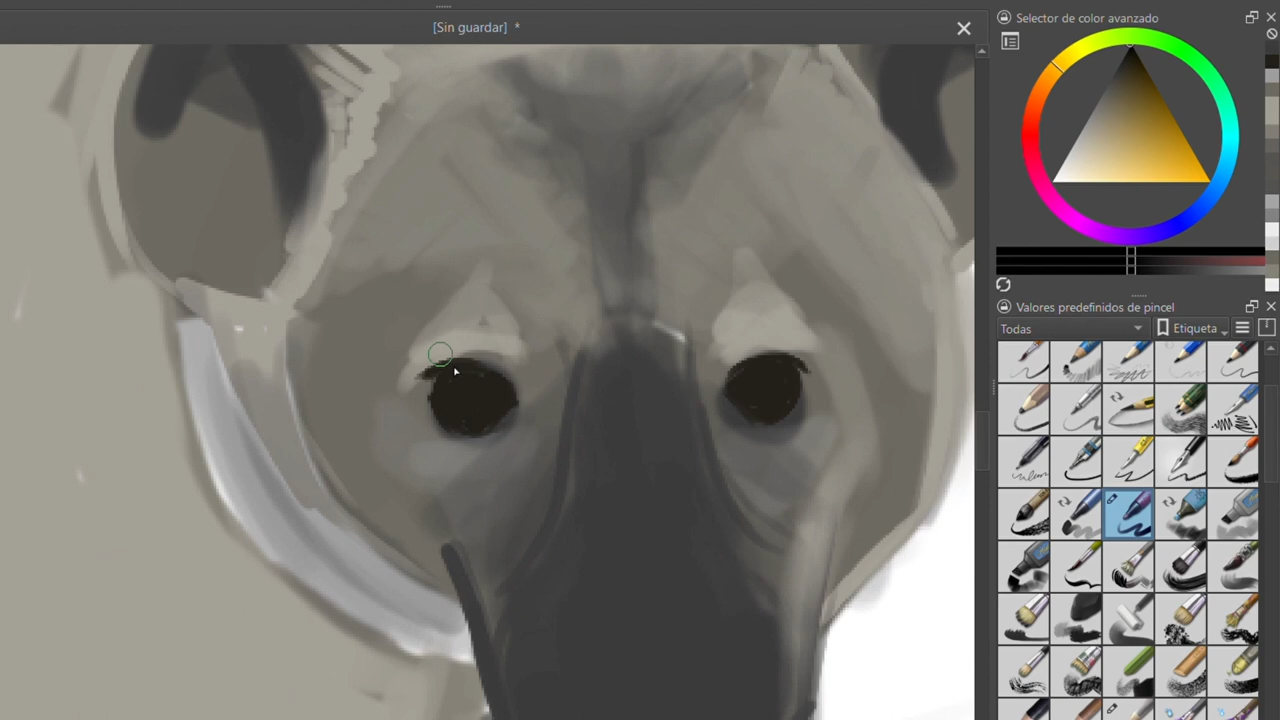 [Sin guardar] *
Selector de color avanzado
Valores predefinidos de pincel
Todas
Etiqueta